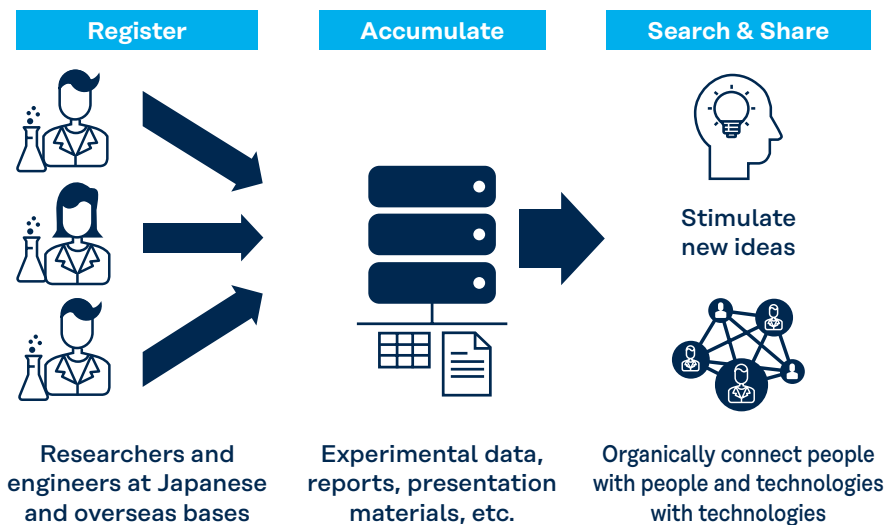 Register
Accumulate
Search & Share
Stimulate
new ideas
Researchers and
engineers at Japanese
and overseas bases
Experimental data,
reports, presentation
materials, etc.
Organically connect people
with people and technologies
with technologies